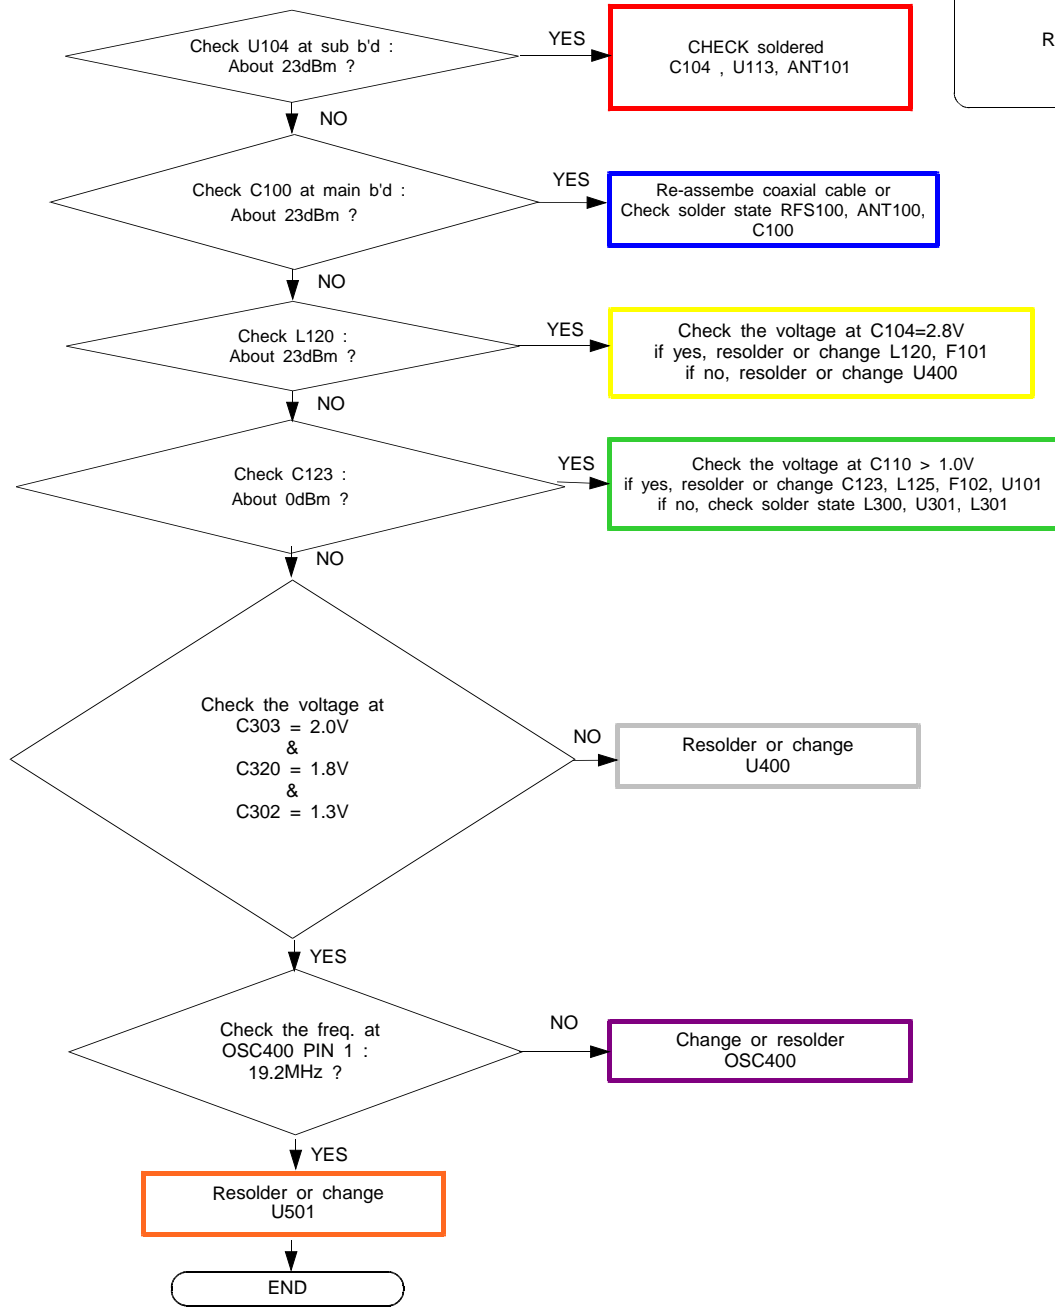 Check U104 at sub b'd :
About 23dBm ?
YES
CHECK soldered
C104 , U113, ANT101
R
NO
Check C100 at main b'd :
About 23dBm ?
YES
Re-assembe coaxial cable or
Check solder state RFS100, ANT100,
C100
NO
Check L120 :
About 23dBm ?
YES
Check the voltage at C104=2.8V
if yes, resolder or change L120, F101
if no, resolder or change U400
NO
Check C123 :
About 0dBm ?
YES
Check the voltage at C110 > 1.0V
if yes, resolder or change C123, L125, F102, U101
if no, check solder state L300, U301, L301
NO
Check the voltage at
C303 = 2.0V
&
C320 = 1.8V
&
C302 = 1.3V
NO
Resolder or change
U400
YES
Check the freq. at
OSC400 PIN 1 :
19.2MHz ?
NO
Change or resolder
OSC400
YES
Resolder or change
U501
END